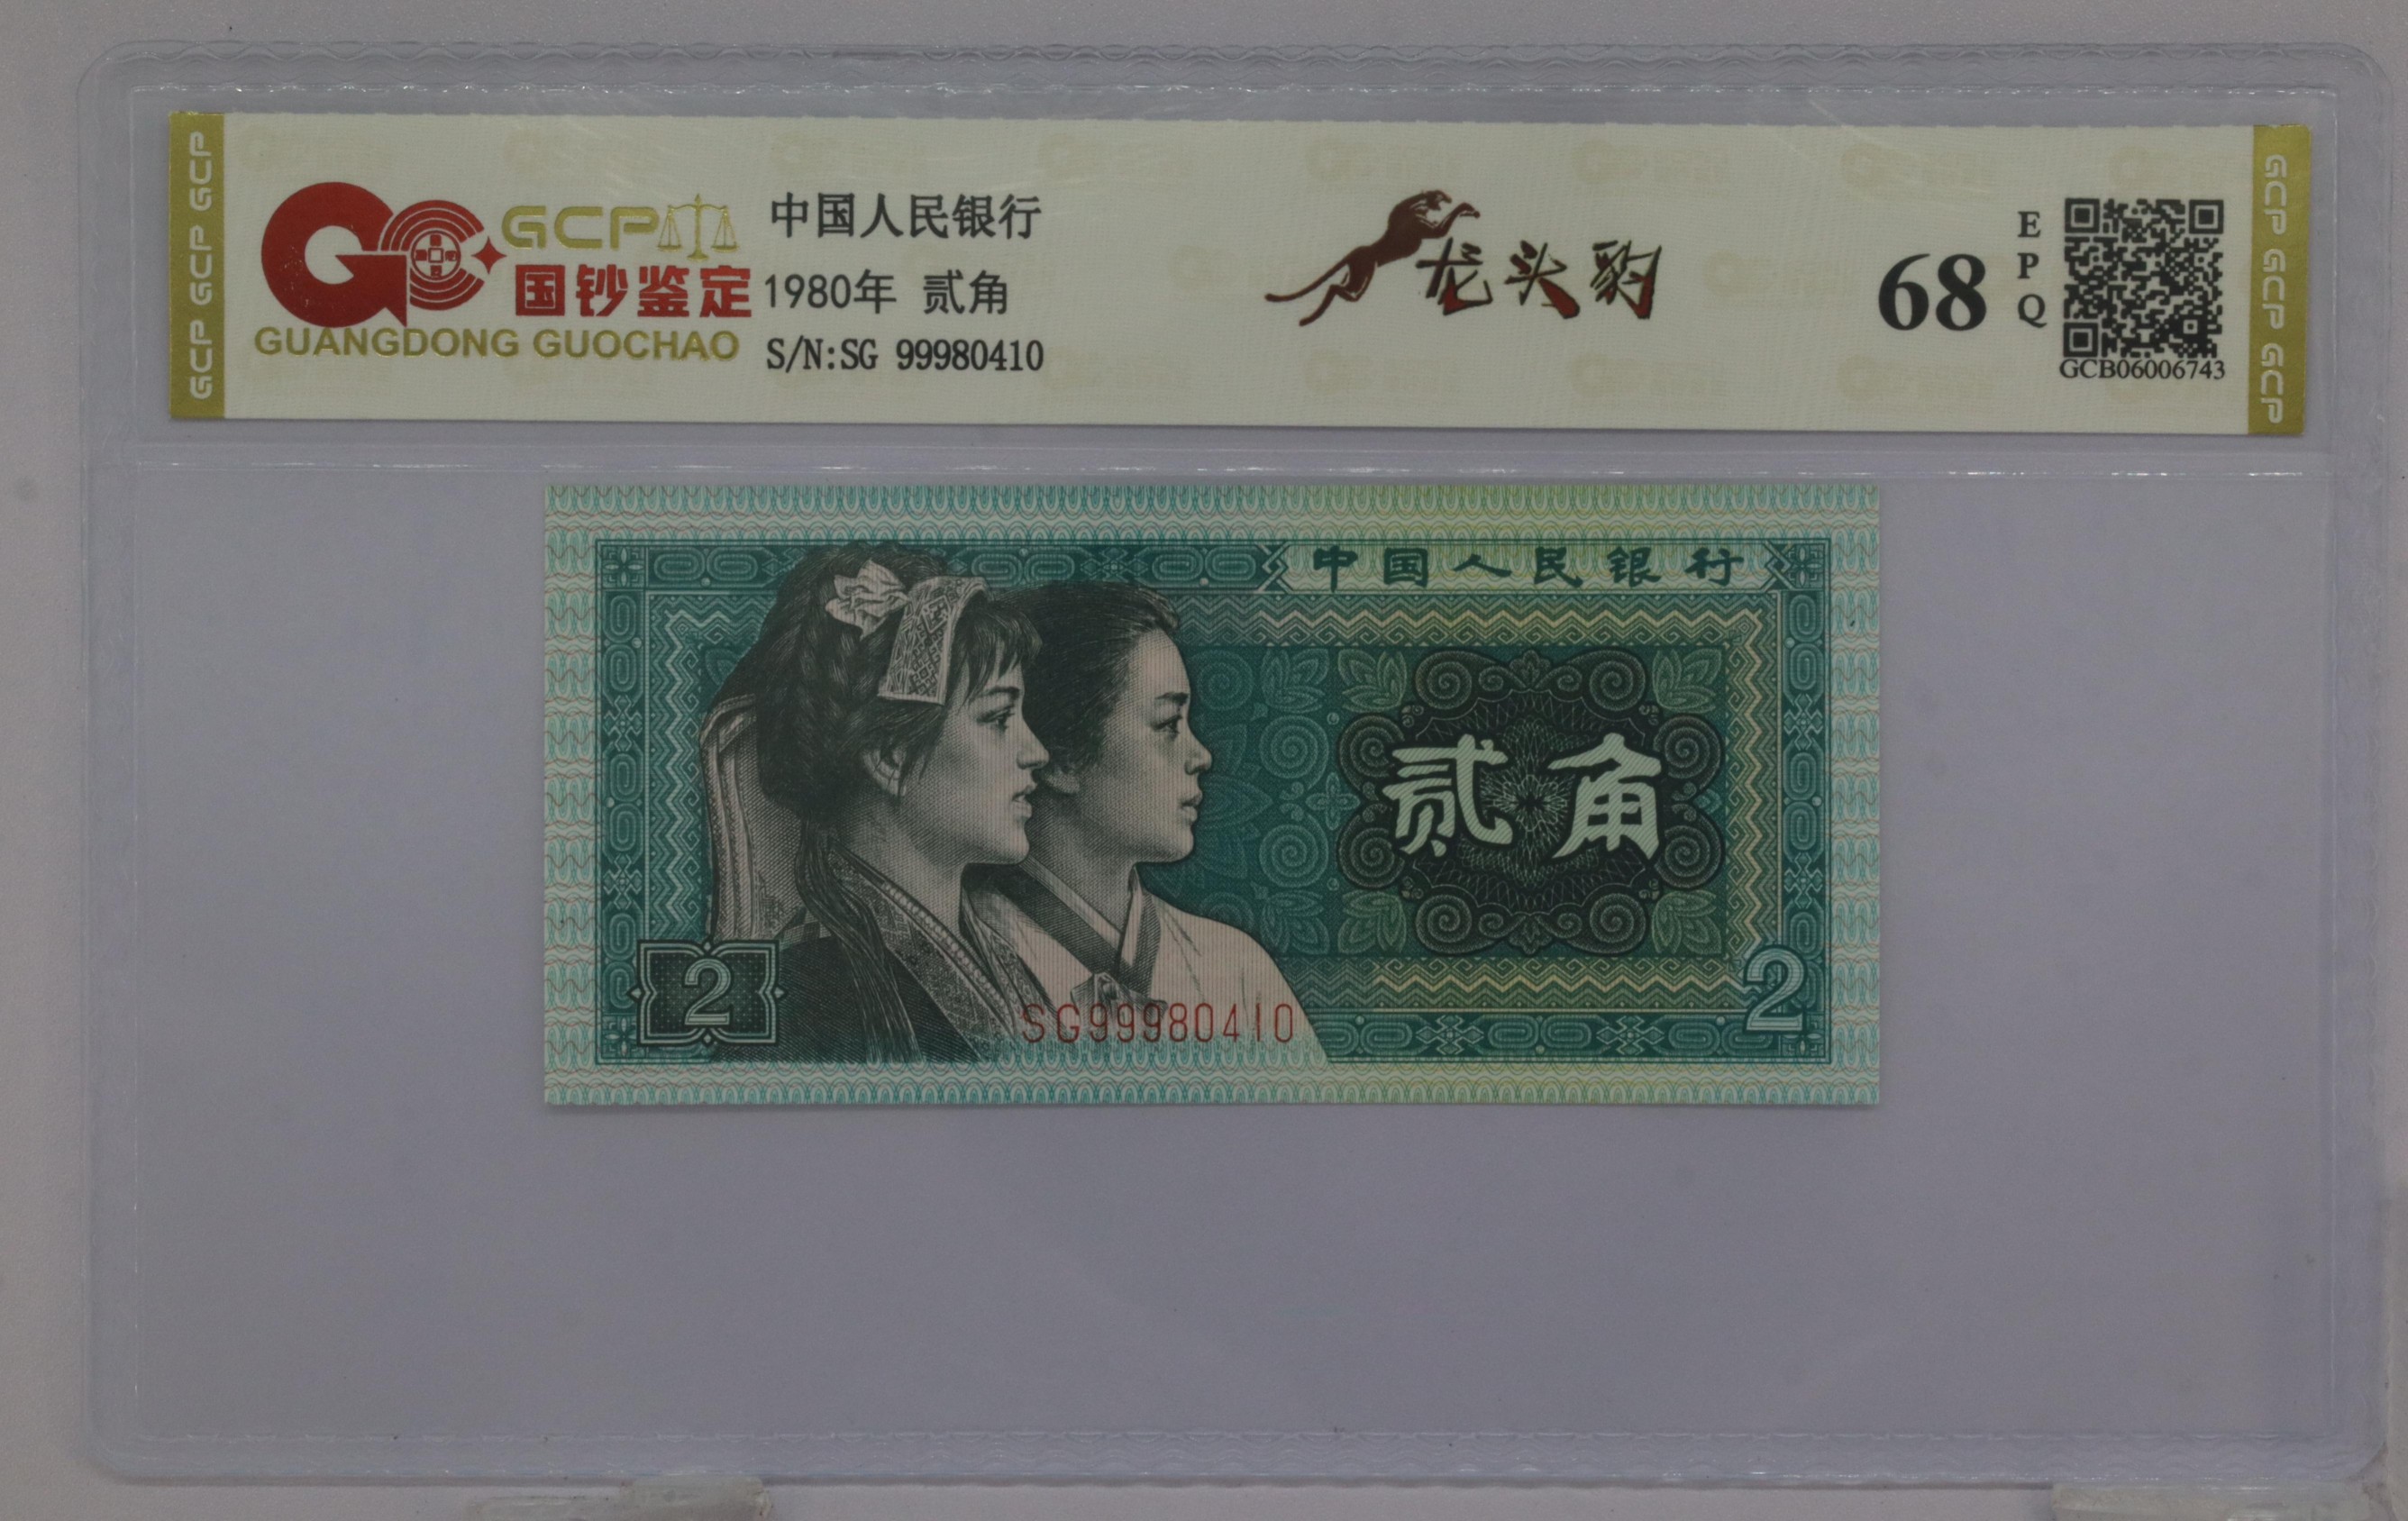 GCP GCP GCP
GCP
国钞鉴定
GUANGDONG GUOCHAO
中国人民银行
1980年 贰角
S/N:SG 99980410
龙头豹
68
EPQ
GCB06006743
GCP GCP GCP
中国人民银行
贰角
2
SG99980410
2